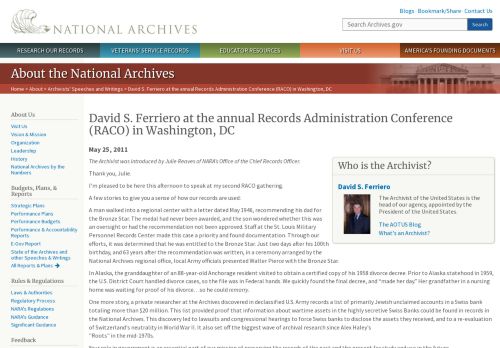 NATIONAL ARCHIVES
Blogs · Bookmark/Share · Contact Us
Search Archives.gov
Search
RESEARCH OUR RECORDS
VETERANS' SERVICE RECORDS
EDUCATOR RESOURCES
VISIT US
AMERICA'S FOUNDING DOCUMENTS
About the National Archives
Home > About > Archivists' Speeches and Writings > David S. Ferriero at the annual Records Administration Conference (RACO) in Washington, DC
About Us
Visit Us
Vision & Mission
Organization
Leadership
History
National Archives by the
Numbers
Budgets, Plans, &
Reports
Strategic Plans
Performance Plans
Performance Budgets
Performance & Accountability
Reports
E-Gov Report
State of the Archives and
other Speeches & Writings
All Reports & Plans
Rules & Regulations
Laws & Authorities
Regulatory Process
NARA's Regulations
NARA's Guidance
Significant Guidance
Feedback
David S. Ferriero at the annual Records Administration Conference
(RACO) in Washington, DC
May 25, 2011
The Archivist was introduced by Julie Reaves of NARA's Office of the Chief Records Officer.
Thank you, Julie.
I'm pleased to be here this afternoon to speak at my second RACO gathering.
A few stories to give you a sense of how our records are used:
A man walked into a regional center with a letter dated May 1948, recommending his dad for
the Bronze Star. The medal had never been awarded, and the son wondered whether this was
an oversight or had the recommendation not been approved. Staff at the St. Louis Military
Personnel Records Center made this case a priority and found documentation. Through our
efforts, it was determined that he was entitled to the Bronze Star. Just two days after his 100th
birthday, and 63 years after the recommendation was written, in a ceremony arranged by the
National Archives regional office, local Army officials presented Walter Pierce with the Bronze Star.
In Alaska, the granddaughter of an 88-year-old Anchorage resident visited to obtain a certified copy of his 1958 divorce decree. Prior to Alaska statehood in 1959,
the U.S. District Court handled divorce cases, so the file was in Federal hands. We quickly found the final decree, and "made her day." Her grandfather in a nursing
home was waiting for proof of his divorce. . so he could remarry.
One more story, a private researcher at the Archives discovered in declassified U.S. Army records a list of primarily Jewish unclaimed accounts in a Swiss bank
totaling more than $20 million. This list provided proof that information about wartime assets in the highly secretive Swiss Banks could be found in records in the
National Archives. This discovery led to lawsuits and congressional hearings to force Swiss banks to disclose the assets they received, and to a re-evaluation
of Switzerland's neutrality in World War II. It also set off the biggest wave of archival research since Alex Haley's
"Roots" in the mid-1970s.
Who is the Archivist?
David S. Ferriero
The Archivist of the United States is the
head of our agency, appointed by the
President of the United States.
The AOTUS Blog
What's an Archivist?